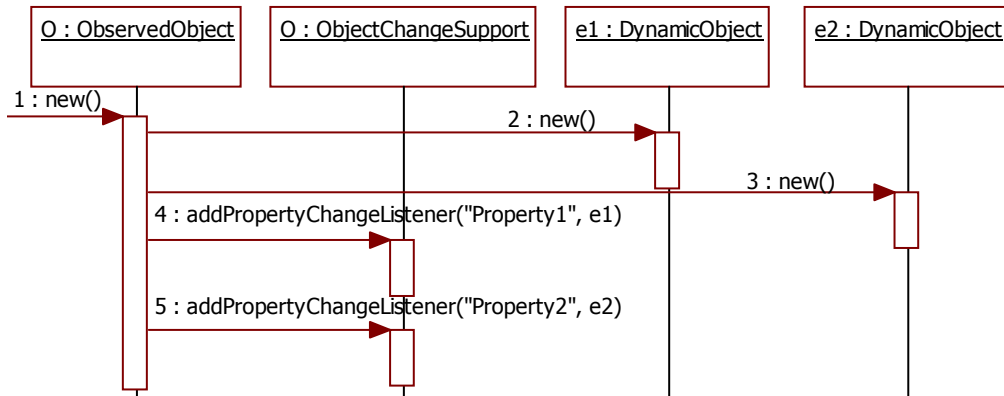 O : ObservedObject
O : ObjectChangeSupport
e1 : DynamicObject
e2 : DynamicObject
1 : new()
2 : new()
3 : new()
4 : addPropertyChangeListener("Property1", e1)
5 : addPropertyChangeListener("Property2", e2)